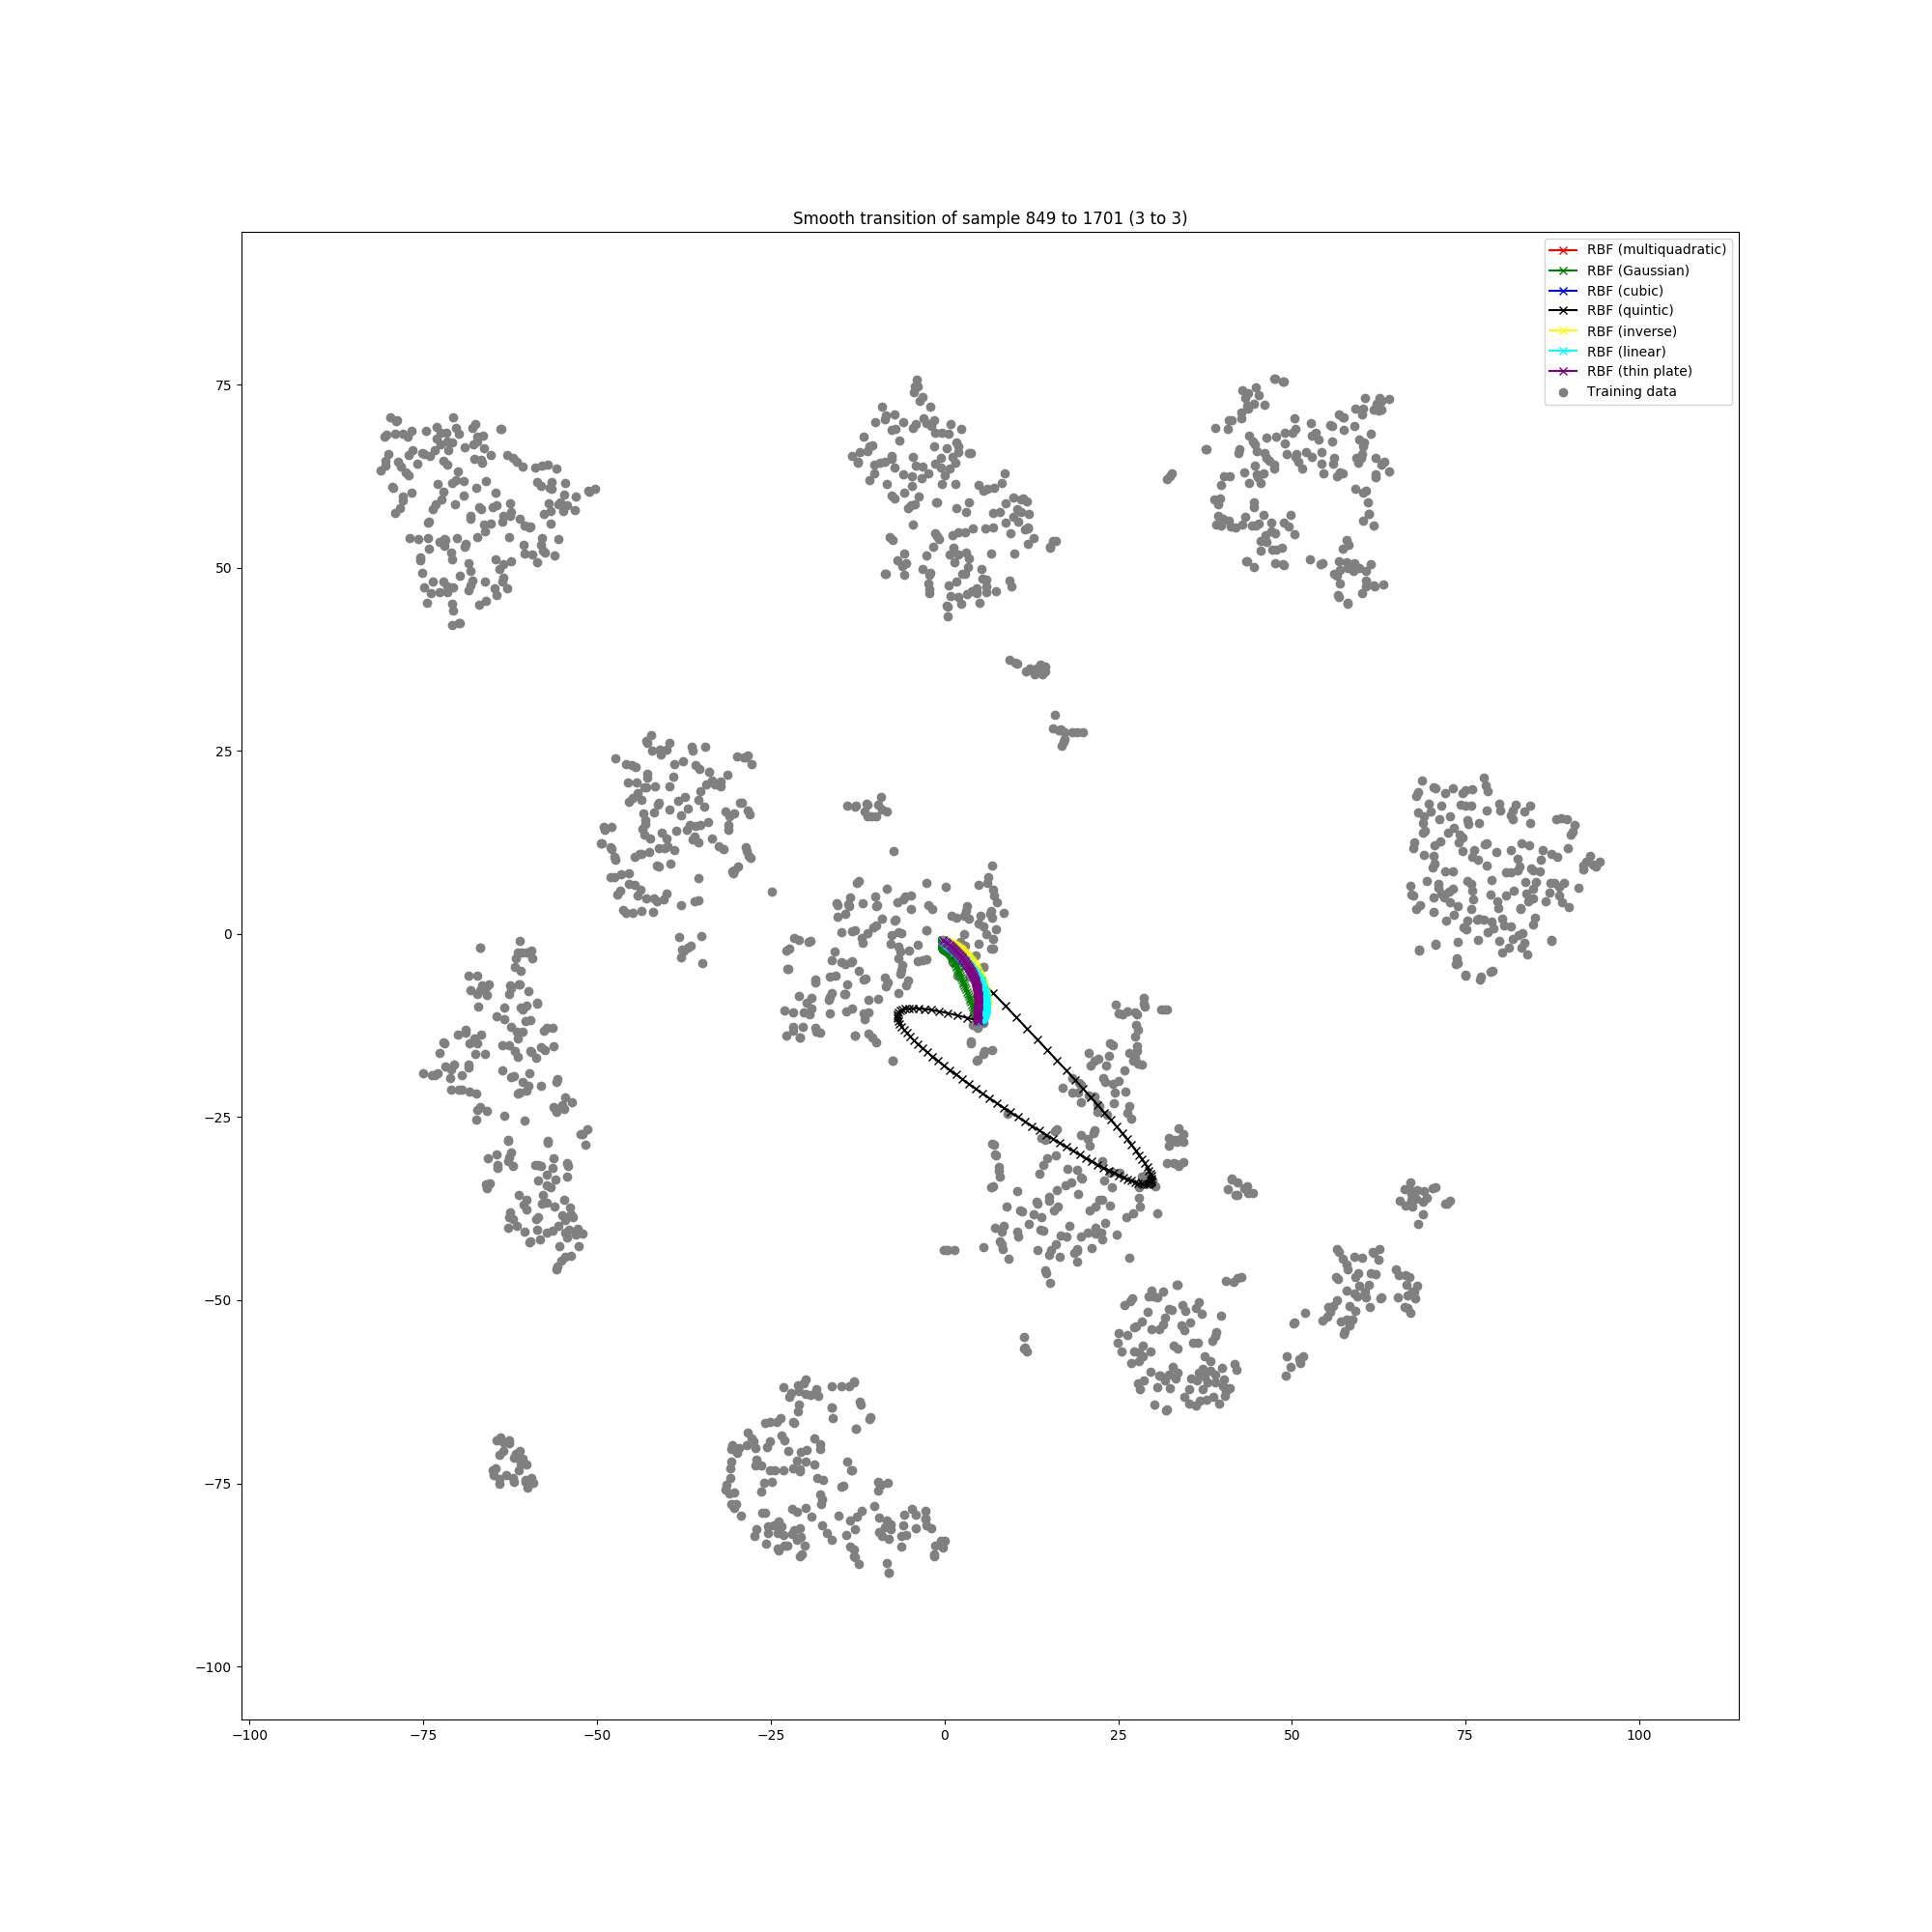 Smooth transition of sample 849 to 1701 (3 to 3)
RBF (multiquadratic)
RBF (Gaussian)
RBF (cubic)
RBF (quintic)
RBF (inverse)
RBF (linear)
RBF (thin plate)
Training data
75
50
25
0
−25
−50
−75
−100
−100 −75 −50 −25 0 25 50 75 100